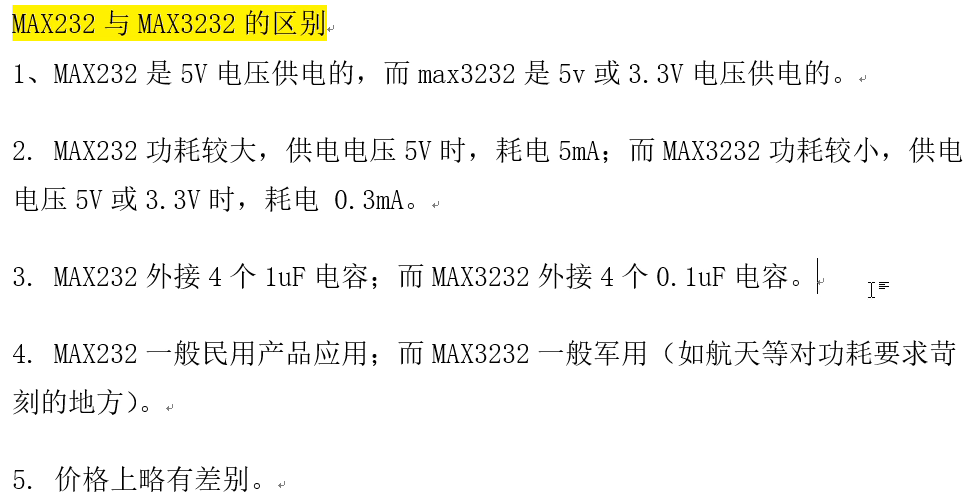 MAX232 与 MAX3232 的区别
1、MAX232 是 5V 电压供电的，而 max3232 是 5v 或 3.3V 电压供电的。
2. MAX232 功耗较大，供电电压 5V 时，耗电 5mA；而 MAX3232 功耗较小，供电
电压 5V 或 3.3V 时，耗电 0.3mA。
3. MAX232 外接 4 个 1uF 电容；而 MAX3232 外接 4 个 0.1uF 电容。
4. MAX232 一般民用产品应用；而 MAX3232 一般军用（如航天等对功耗要求苛
刻的地方）。
5. 价格上略有差别。